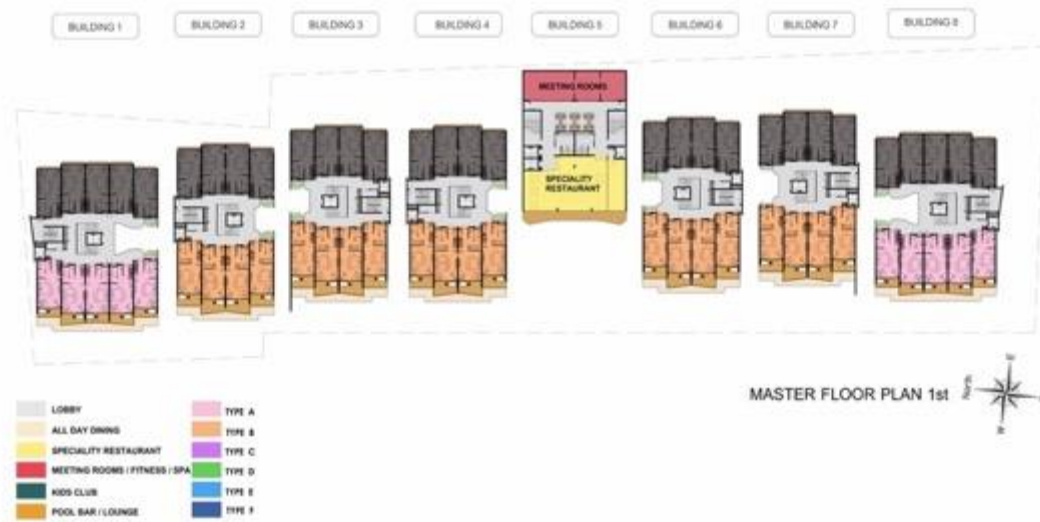 BUILDING 1
BUILDING 2
BUILDING 3
BUILDING 4
BUILDING 5
BUILDING 6
BUILDING 7
BUILDING 8
MEETING ROOMS
SPECIALITY
RESTAURANT
MASTER FLOOR PLAN 1st
North
LOBBY
ALL DAY DINING
SPECIALITY RESTAURANT
MEETING ROOMS / FITNESS / SPA
KIDS CLUB
POOL BAR / LOUNGE
TYPE A
TYPE B
TYPE C
TYPE D
TYPE E
TYPE F